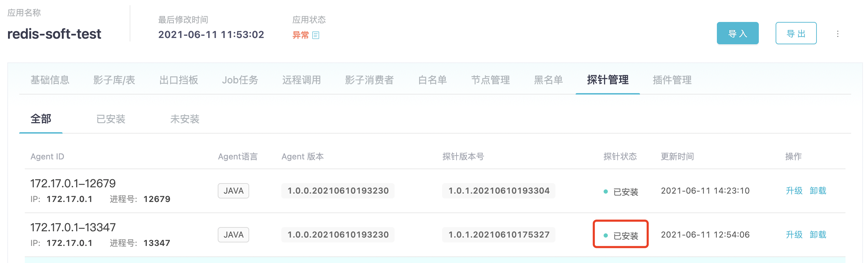 应用名称 最后修改时间 应用状态
redis-soft-test 2021-06-11 11:53:02 异常 导入 导出
基础信息 影子库/表 出口挡板 Job任务 远程调用 影子消费者 白名单 节点管理 黑名单 探针管理 插件管理
全部 已安装 未安装
Agent ID Agent语言 Agent 版本 探针版本号 探针状态 更新时间 操作
172.17.0.1-12679
IP: 172.17.0.1 进程号: 12679 JAVA 1.0.0.20210610193230 1.0.1.20210610193304 已安装 2021-06-11 14:23:10 升级 卸载
172.17.0.1-13347
IP: 172.17.0.1 进程号: 13347 JAVA 1.0.0.20210610193230 1.0.1.20210610175327 已安装 2021-06-11 12:54:06 升级 卸载